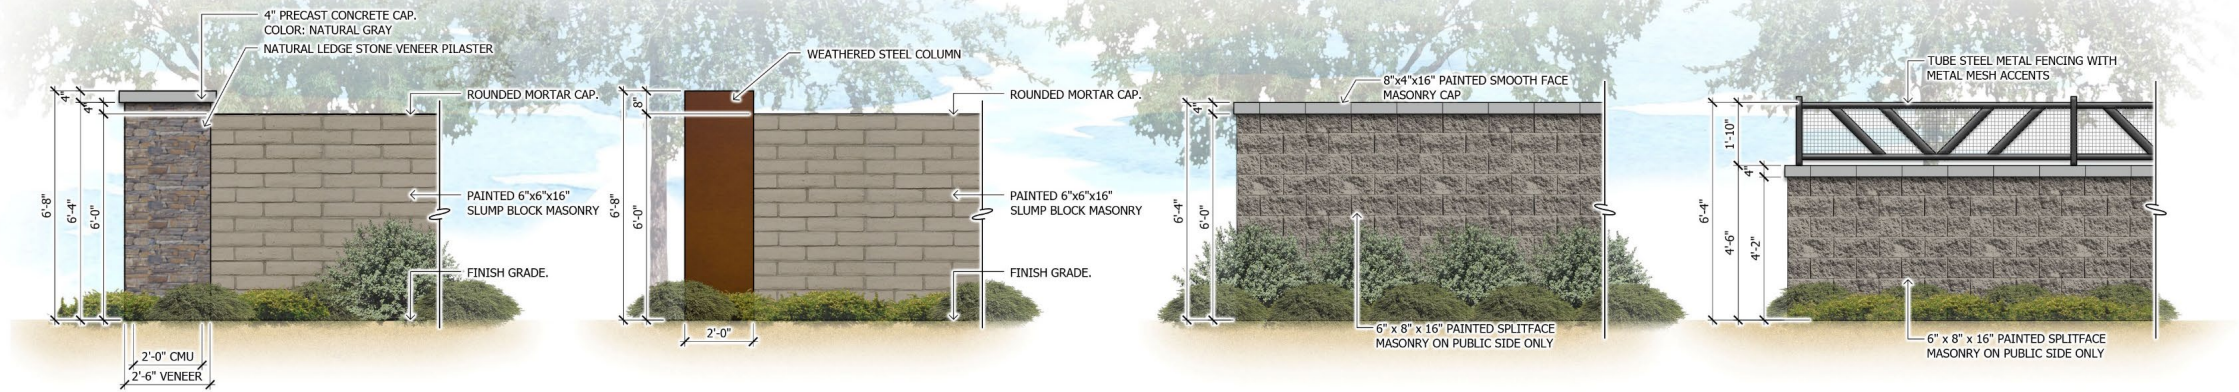 4" PRECAST CONCRETE CAP.
COLOR: NATURAL GRAY
NATURAL LEDGE STONE VENEER PILASTER
ROUNDED MORTAR CAP.
PAINTED 6"x6"x16"
SLUMP BLOCK MASONRY
FINISH GRADE.
4"
4"
6'-8"
6'-4"
6'-0"
2'-0" CMU
2'-6" VENEER
WEATHERED STEEL COLUMN
ROUNDED MORTAR CAP.
PAINTED 6"x6"x16"
SLUMP BLOCK MASONRY
FINISH GRADE.
8"
6'-8"
6'-0"
2'-0"
8"x4"x16" PAINTED SMOOTH FACE
MASONRY CAP
4"
6'-4"
6'-0"
6" x 8" x 16" PAINTED SPLITFACE
MASONRY ON PUBLIC SIDE ONLY
TUBE STEEL METAL FENCING WITH
METAL MESH ACCENTS
1'-10"
4"
6'-4"
4'-6"
4'-2"
6" x 8" x 16" PAINTED SPLITFACE
MASONRY ON PUBLIC SIDE ONLY